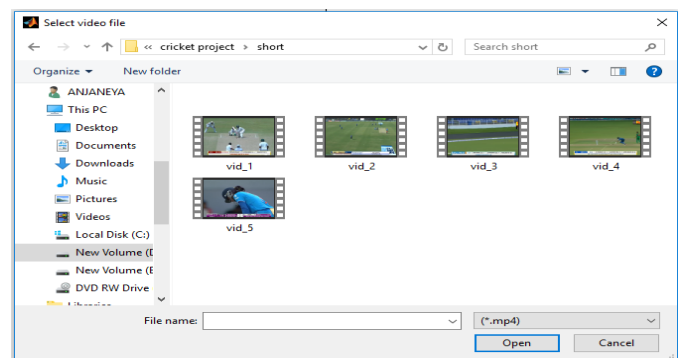 Select video file
« cricket project > short
Search short
Organize
New folder
ANJANEYA
This PC
Desktop
Documents
Downloads
Music
Pictures
Videos
Local Disk (C:)
New Volume (D
New Volume (E
DVD RW Drive
Libraries
vid_1
vid_2
vid_3
vid_4
vid_5
File name:
(*.mp4)
Open
Cancel